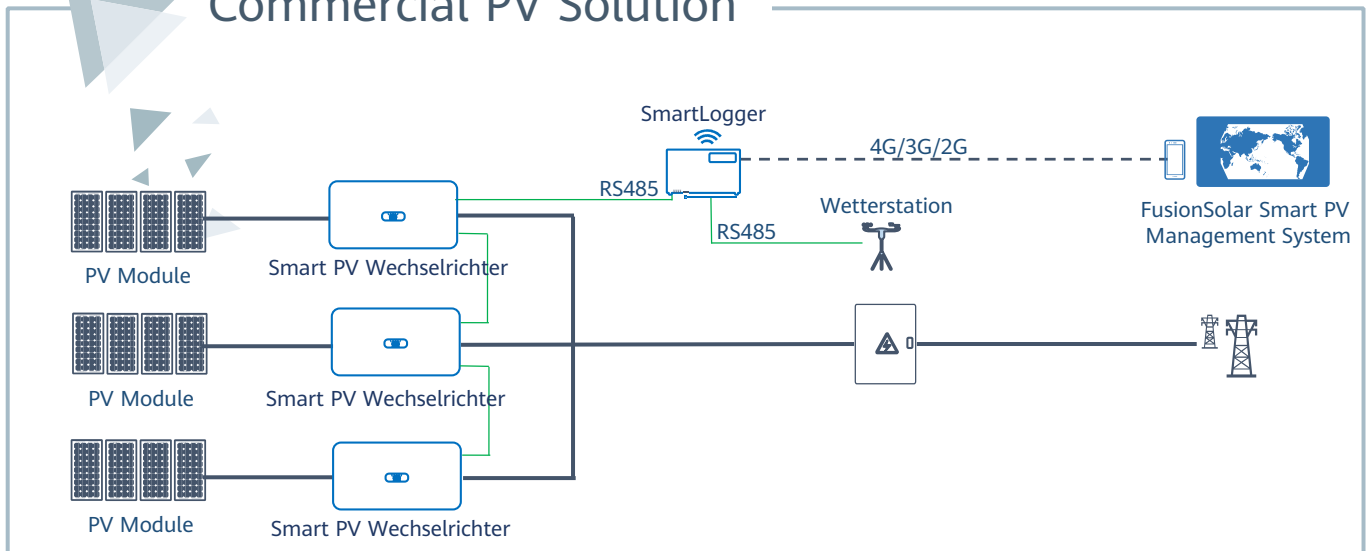 Commercial PV Solution
SmartLogger
4G/3G/2G
RS485
Wetterstation
RS485
FusionSolar Smart PV
Management System
PV Module
Smart PV Wechselrichter
PV Module
Smart PV Wechselrichter
PV Module
Smart PV Wechselrichter